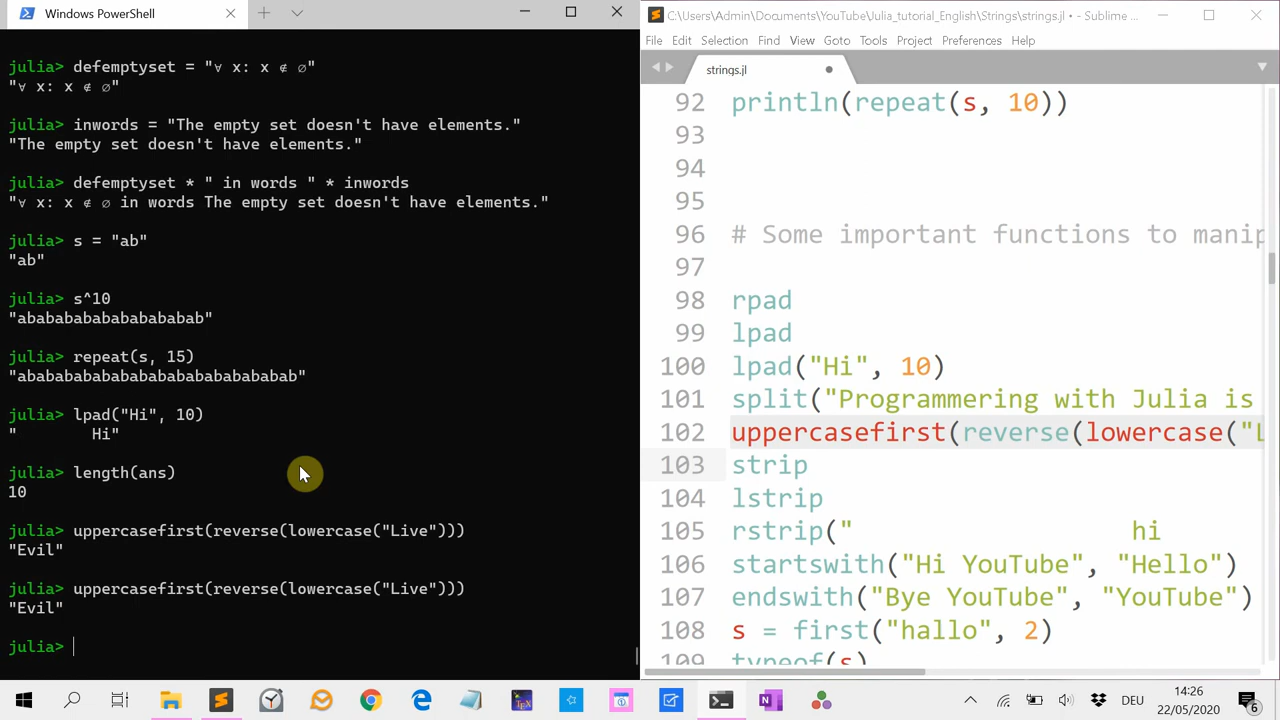 Windows PowerShell
julia> defemptyset = "∀ x: x ∉ ∅"
"∀ x: x ∉ ∅"
julia> inwords = "The empty set doesn't have elements."
"The empty set doesn't have elements."
julia> defemptyset * " in words " * inwords
"∀ x: x ∉ ∅ in words The empty set doesn't have elements."
julia> s = "ab"
"ab"
julia> s^10
"abababababababababab"
julia> repeat(s, 15)
"ababababababababababababababab"
julia> lpad("Hi", 10)
"        Hi"
julia> length(ans)
10
julia> uppercasefirst(reverse(lowercase("Live")))
"Evil"
julia> uppercasefirst(reverse(lowercase("Live")))
"Evil"
julia>
C:\Users\Admin\Documents\YouTube\Julia_tutorial_English\Strings\strings.jl • - Sublime ...
File Edit Selection Find View Goto Tools Project Preferences Help
strings.jl
92 println(repeat(s, 10))
93
94
95
96 # Some important functions to manip
97
98 rpad
99 lpad
100 lpad("Hi", 10)
101 split("Programmering with Julia is
102 uppercasefirst(reverse(lowercase("L
103 strip
104 lstrip
105 rstrip("                  hi
106 startswith("Hi YouTube", "Hello")
107 endswith("Bye YouTube", "YouTube")
108 s = first("hallo", 2)
109 typeof(s)
DEU
14:26
22/05/2020
6